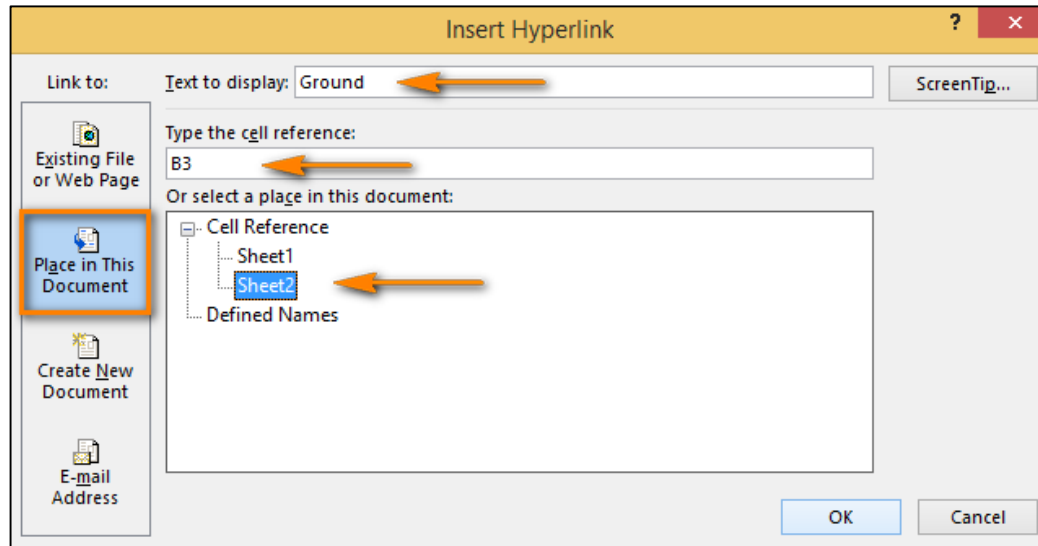 Insert Hyperlink
?
×
Link to:
Text to display: Ground
ScreenTip...
Existing File
or Web Page
Place in This
Document
Create New
Document
E-mail
Address
Type the cell reference:
B3
Or select a place in this document:
Cell Reference
Sheet1
Sheet2
Defined Names
OK
Cancel